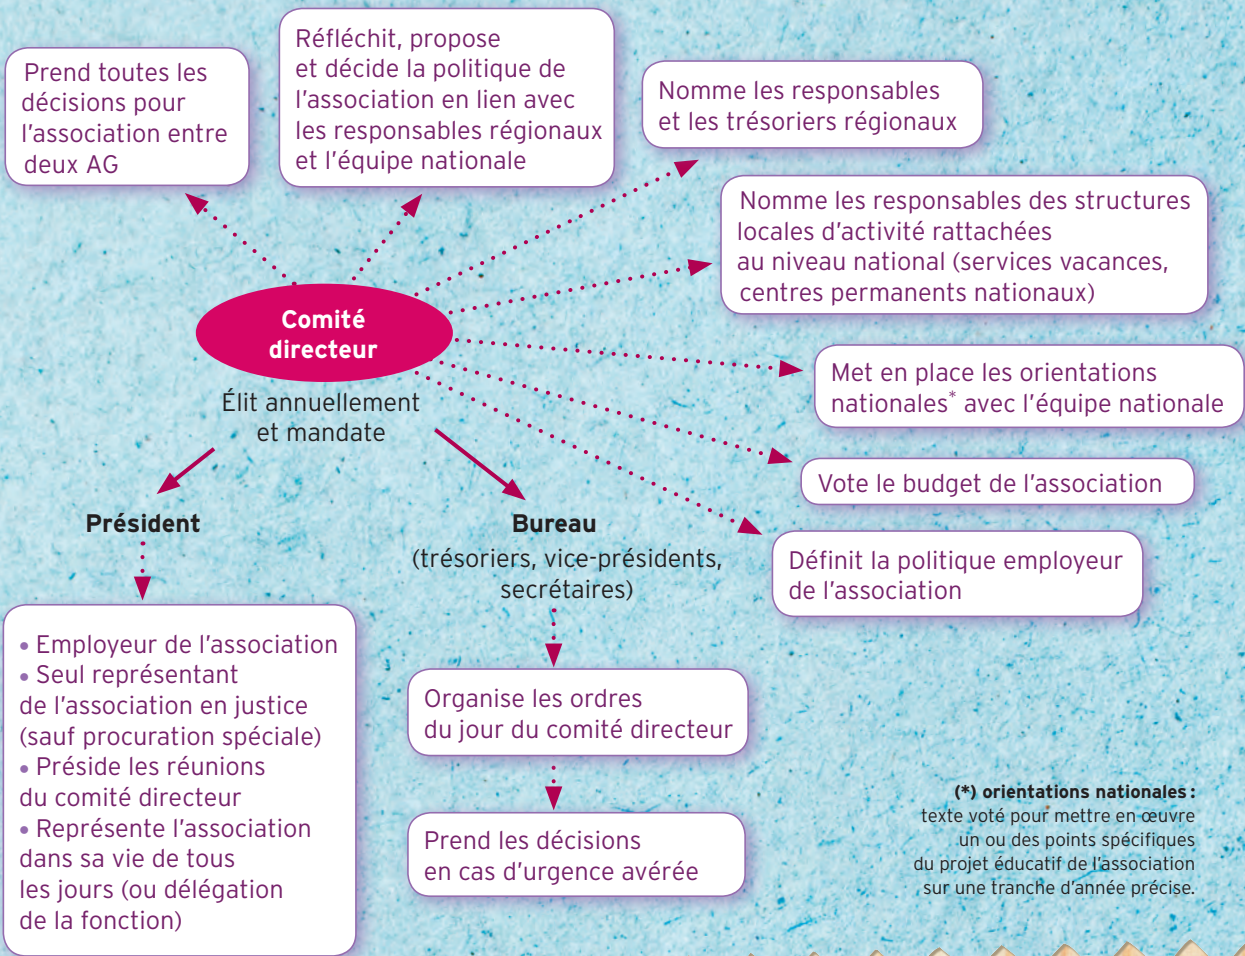 Prend toutes les
décisions pour
l'association entre
deux AG
Réfléchit, propose
et décide la politique de
l'association en lien avec
les responsables régionaux
et l'équipe nationale
Nomme les responsables
et les trésoriers régionaux
Nomme les responsables des structures
locales d'activité rattachées
au niveau national (services vacances,
centres permanents nationaux)
Comité
directeur
Élit annuellement
et mandate
Met en place les orientations
nationales* avec l'équipe nationale
Vote le budget de l'association
Définit la politique employeur
de l'association
Président
• Employeur de l'association
• Seul représentant
de l'association en justice
(sauf procuration spéciale)
• Préside les réunions
du comité directeur
• Représente l'association
dans sa vie de tous
les jours (ou délégation
de la fonction)
Bureau
(trésoriers, vice-présidents,
secrétaires)
Organise les ordres
du jour du comité directeur
Prend les décisions
en cas d'urgence avérée
(*) orientations nationales :
texte voté pour mettre en œuvre
un ou des points spécifiques
du projet éducatif de l'association
sur une tranche d'année précise.